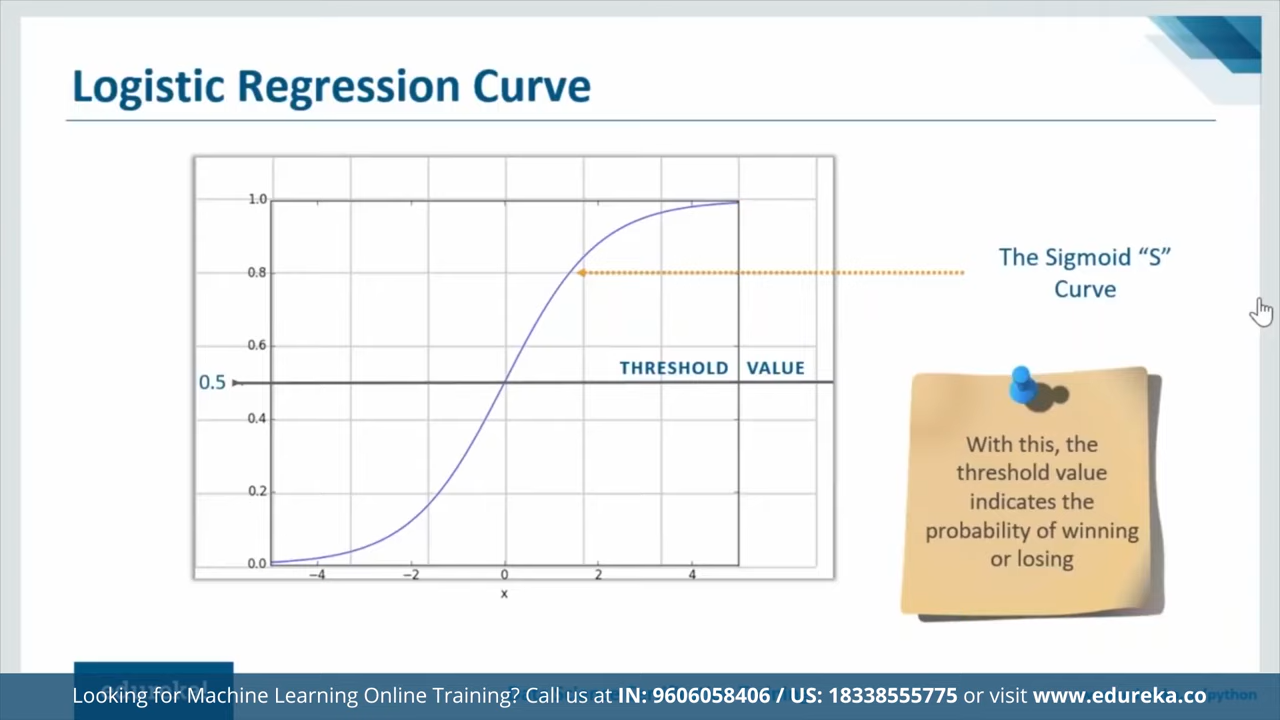 Logistic Regression Curve
1.0
0.8
0.6
0.5
0.4
0.2
0.0
−4 −2 0 2 4
x
THRESHOLD VALUE
The Sigmoid “S”
Curve
With this, the
threshold value
indicates the
probability of winning
or losing
Looking for Machine Learning Online Training? Call us at IN: 9606058406 / US: 18338555775 or visit www.edureka.co